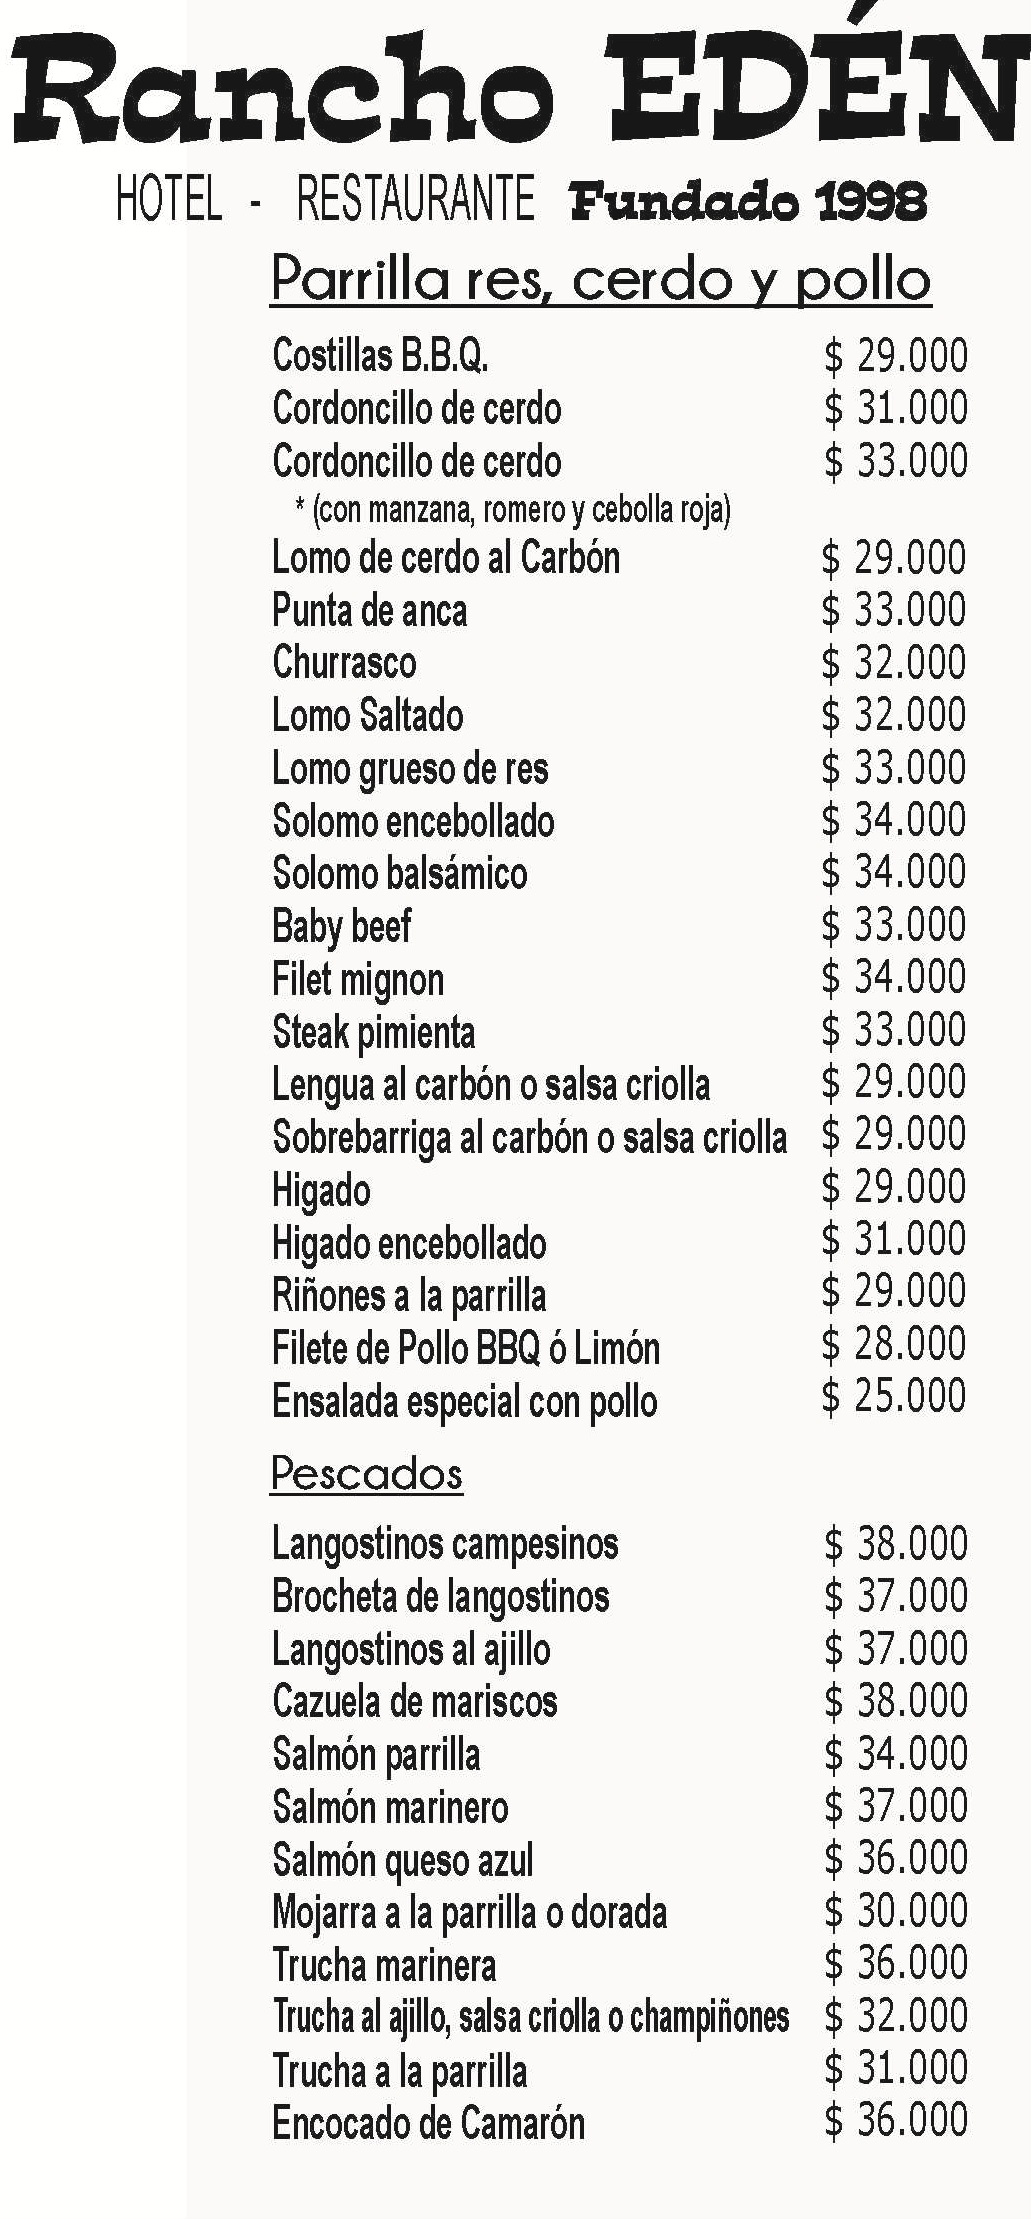 Rancho EDÉN
HOTEL - RESTAURANTE Fundado 1998
Parrilla res, cerdo y pollo
Costillas B.B.Q. $ 29.000
Cordoncillo de cerdo $ 31.000
Cordoncillo de cerdo $ 33.000
* (con manzana, romero y cebolla roja)
Lomo de cerdo al Carbón $ 29.000
Punta de anca $ 33.000
Churrasco $ 32.000
Lomo Saltado $ 32.000
Lomo grueso de res $ 33.000
Solomo encebollado $ 34.000
Solomo balsámico $ 34.000
Baby beef $ 33.000
Filet mignon $ 34.000
Steak pimienta $ 33.000
Lengua al carbón o salsa criolla $ 29.000
Sobrebarriga al carbón o salsa criolla $ 29.000
Higado $ 29.000
Higado encebollado $ 31.000
Riñones a la parrilla $ 29.000
Filete de Pollo BBQ ó Limón $ 28.000
Ensalada especial con pollo $ 25.000
Pescados
Langostinos campesinos $ 38.000
Brocheta de langostinos $ 37.000
Langostinos al ajillo $ 37.000
Cazuela de mariscos $ 38.000
Salmón parrilla $ 34.000
Salmón marinero $ 37.000
Salmón queso azul $ 36.000
Mojarra a la parrilla o dorada $ 30.000
Trucha marinera $ 36.000
Trucha al ajillo, salsa criolla o champiñones $ 32.000
Trucha a la parrilla $ 31.000
Encocado de Camarón $ 36.000